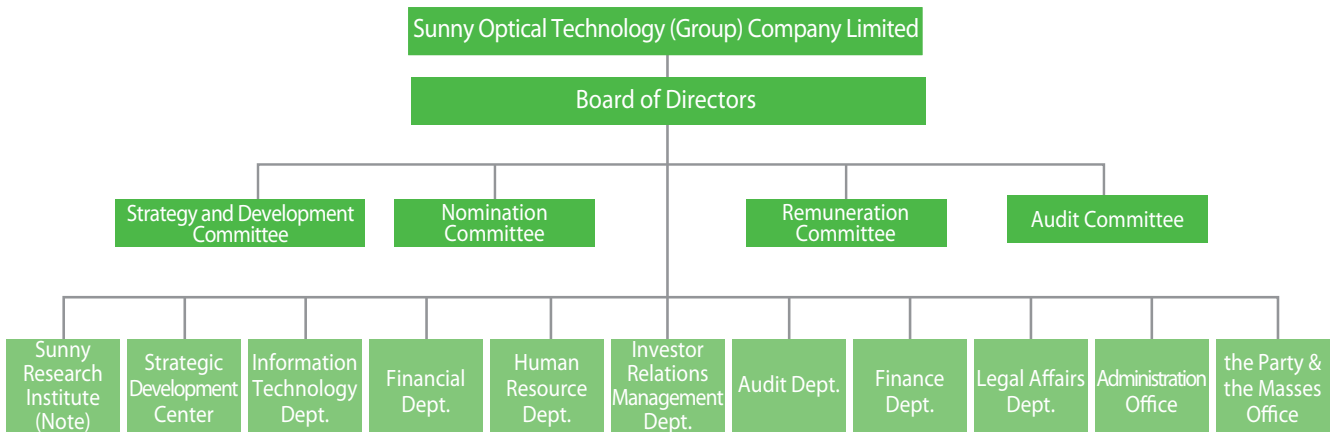 Sunny Optical Technology (Group) Company Limited
Board of Directors
Strategy and Development
Committee
Nomination
Committee
Remuneration
Committee
Audit Committee
Sunny
Research
Institute
(Note)
Strategic
Development
Center
Information
Technology
Dept.
Financial
Dept.
Human
Resource
Dept.
Investor
Relations
Management
Dept.
Audit Dept.
Finance
Dept.
Legal Affairs
Dept.
Administration
Office
the Party &
the Masses
Office